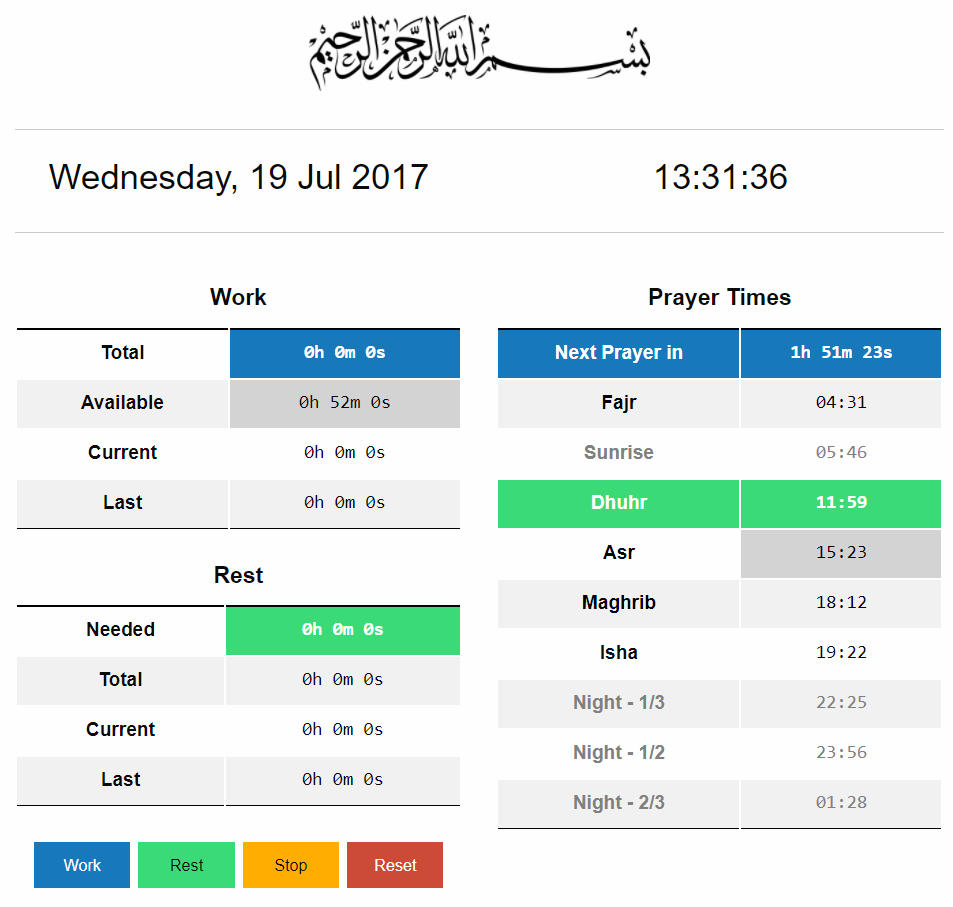 بسم الله الرحمن الرحيم
Wednesday, 19 Jul 2017 13:31:36
Work
Total 0h 0m 0s
Available 0h 52m 0s
Current 0h 0m 0s
Last 0h 0m 0s
Rest
Needed 0h 0m 0s
Total 0h 0m 0s
Current 0h 0m 0s
Last 0h 0m 0s
Work Rest Stop Reset
Prayer Times
Next Prayer in 1h 51m 23s
Fajr 04:31
Sunrise 05:46
Dhuhr 11:59
Asr 15:23
Maghrib 18:12
Isha 19:22
Night - 1/3 22:25
Night - 1/2 23:56
Night - 2/3 01:28